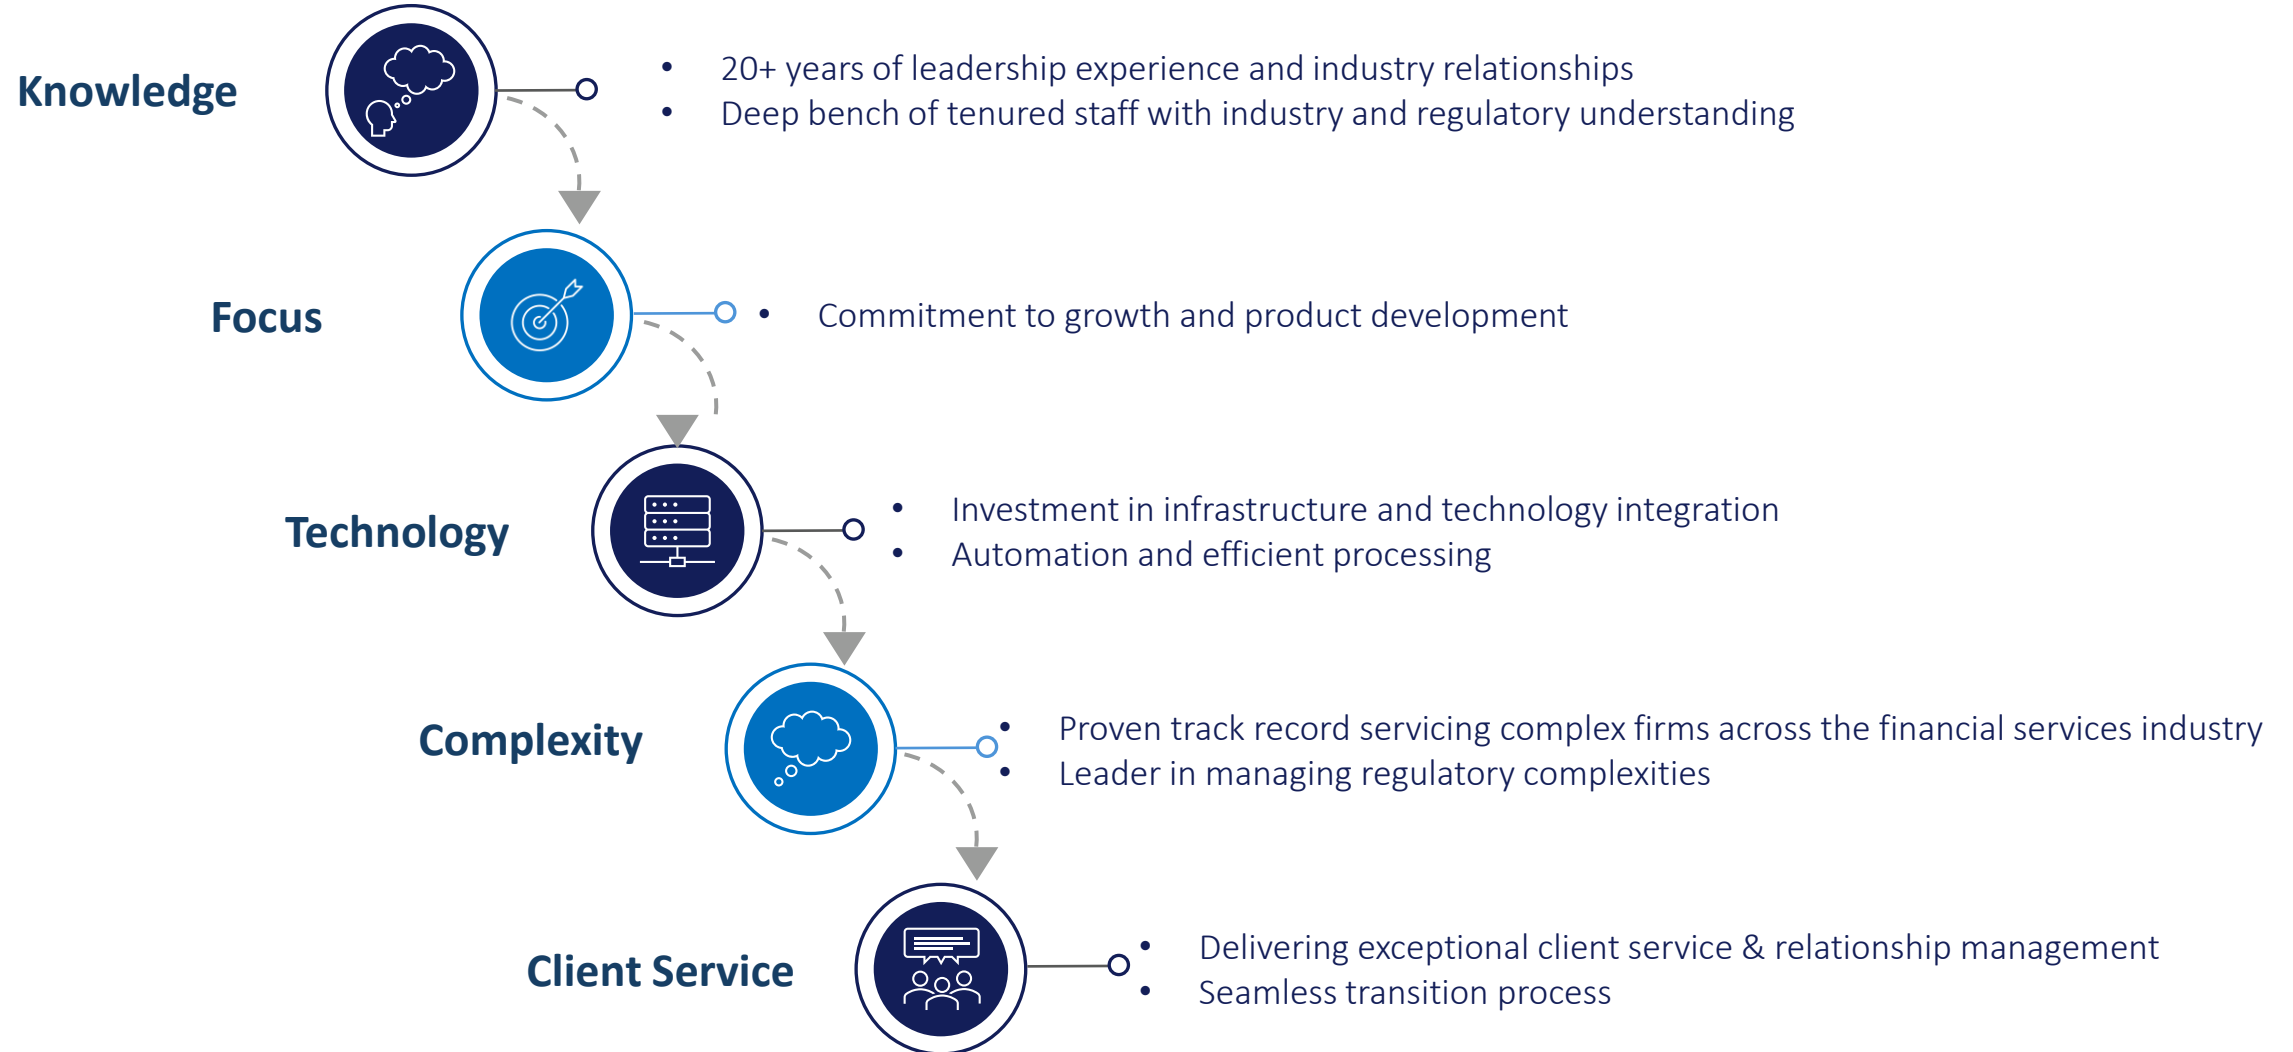 Knowledge
• 20+ years of leadership experience and industry relationships
• Deep bench of tenured staff with industry and regulatory understanding
Focus
• Commitment to growth and product development
Technology
• Investment in infrastructure and technology integration
• Automation and efficient processing
Complexity
• Proven track record servicing complex firms across the financial services industry
• Leader in managing regulatory complexities
Client Service
• Delivering exceptional client service & relationship management
• Seamless transition process